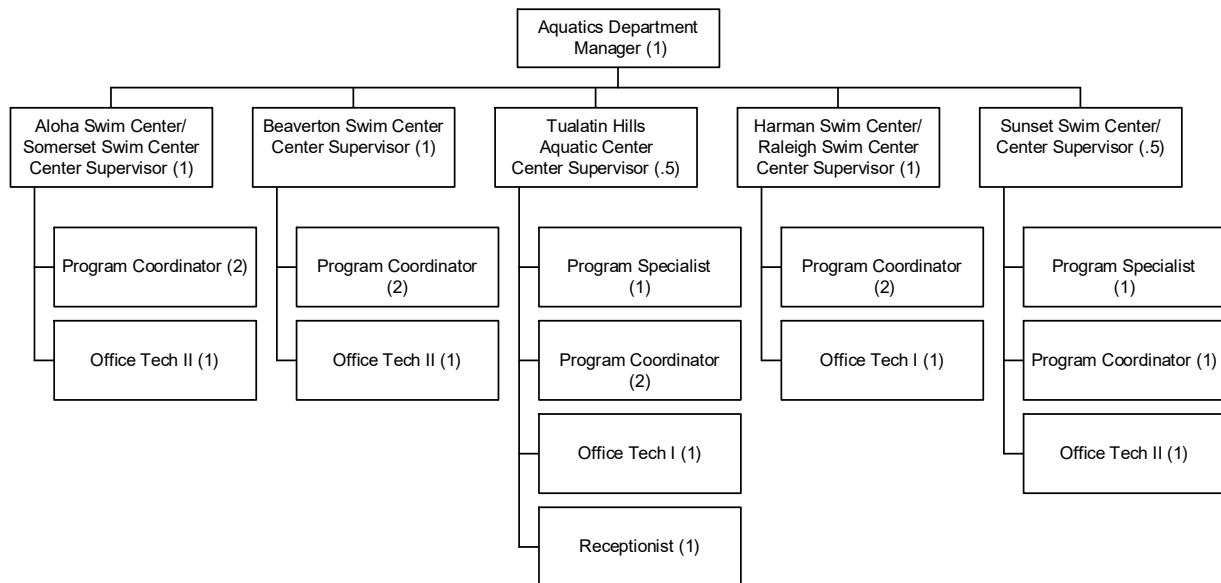 Aquatics Department
Manager (1)
Aloha Swim Center/
Somerset Swim Center
Center Supervisor (1)
Beaverton Swim Center
Center Supervisor (1)
Tualatin Hills
Aquatic Center
Center Supervisor (.5)
Harman Swim Center/
Raleigh Swim Center
Center Supervisor (1)
Sunset Swim Center/
Center Supervisor (.5)
Program Coordinator (2)
Office Tech II (1)
Program Coordinator
(2)
Office Tech II (1)
Program Specialist
(1)
Program Coordinator
(2)
Office Tech I (1)
Receptionist (1)
Program Coordinator
(2)
Office Tech I (1)
Program Specialist
(1)
Program Coordinator (1)
Office Tech II (1)